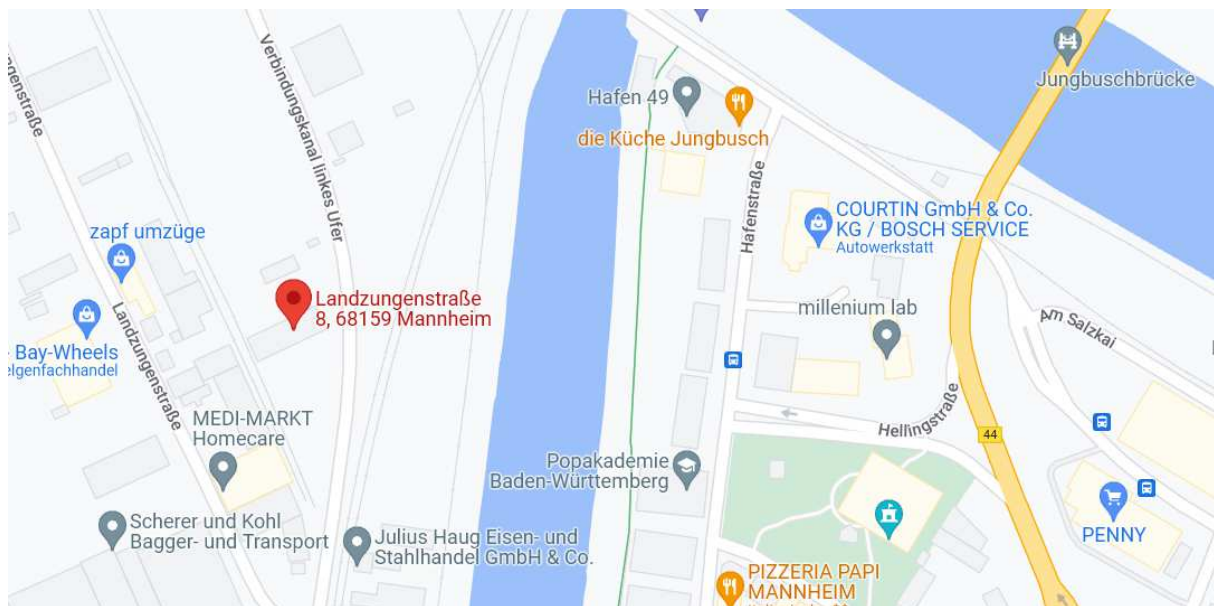 ngenstraße
Verbindungskanal linkes Ufer
Hafen 49
die Küche Jungbusch
Jungbuschbrücke
Hafenstraße
COURTIN GmbH & Co.
KG / BOSCH SERVICE
Autowerkstatt
zapf umzüge
Landzungenstraße
8, 68159 Mannheim
Landzungenstraße
- Bay-Wheels
elgenfachhandel
millenium lab
Am Salzkai
MEDI-MARKT
Homecare
Hellingstraße
44
Popakademie
Baden-Württemberg
Scherer und Kohl
Bagger- und Transport
Julius Haug Eisen- und
Stahlhandel GmbH & Co.
PENNY
PIZZERIA PAPI
MANNHEIM